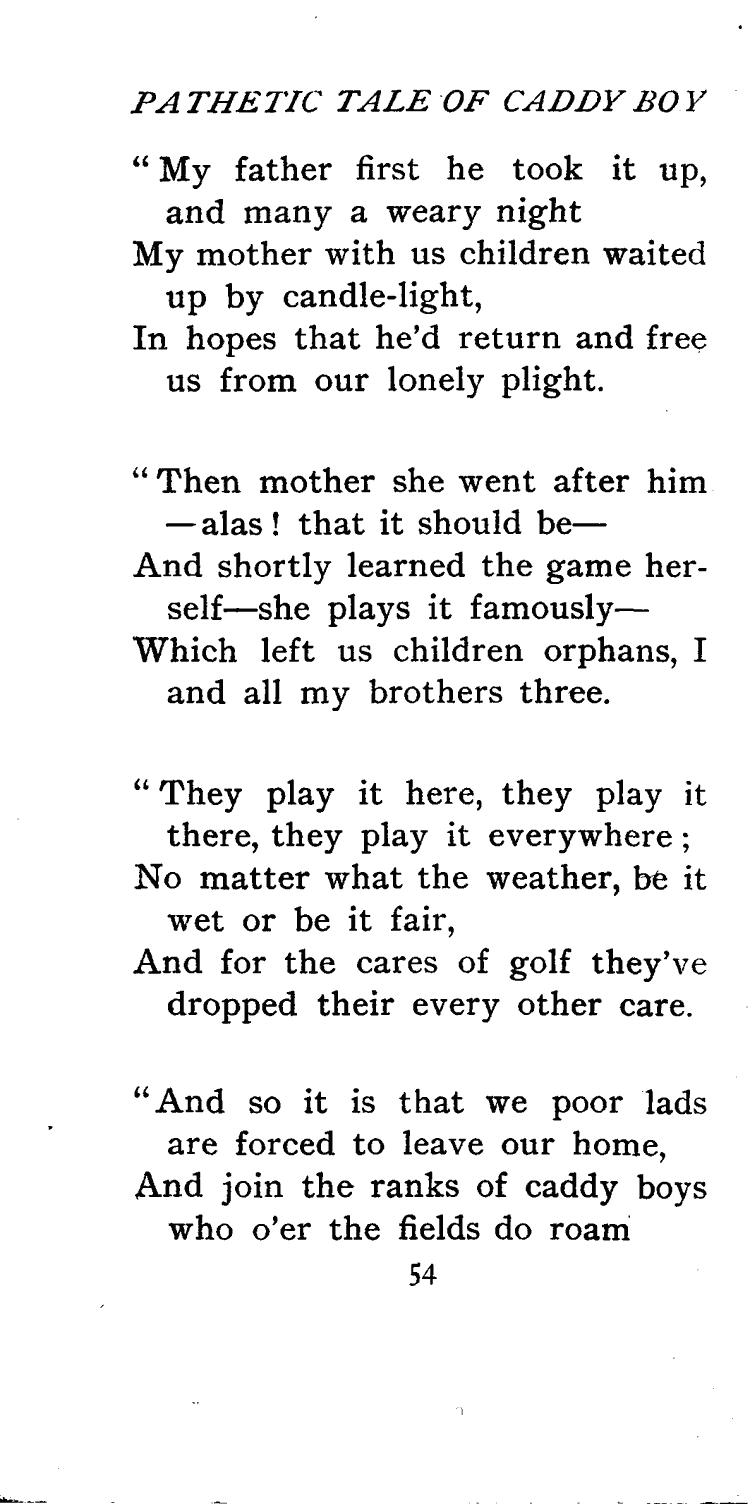 PATHETIC TALE OF CADDY BOY
“My father first he took it up,
and many a weary night
My mother with us children waited
up by candle-light,
In hopes that he'd return and free
us from our lonely plight.
“Then mother she went after him
—alas! that it should be—
And shortly learned the game her-
self—she plays it famously—
Which left us children orphans, I
and all my brothers three.
“They play it here, they play it
there, they play it everywhere;
No matter what the weather, be it
wet or be it fair,
And for the cares of golf they've
dropped their every other care.
“And so it is that we poor lads
are forced to leave our home,
And join the ranks of caddy boys
who o'er the fields do roam
54